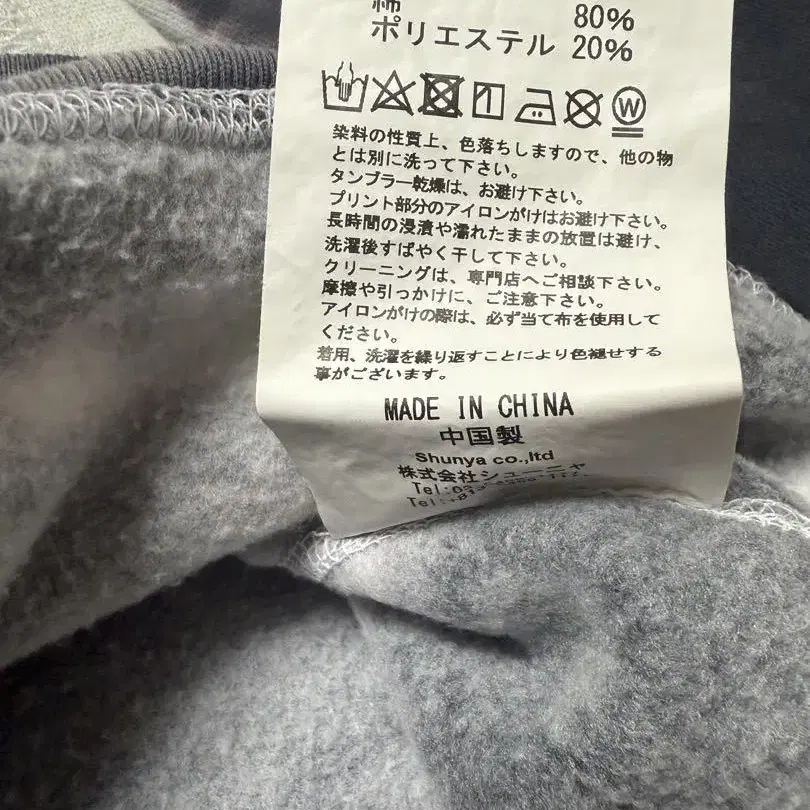 綿 80%
ポリエステル 20%
W
染料の性質上、色落ちしますので、他の物
とは別に洗って下さい。
タンブラー乾燥は、お避け下さい。
プリント部分のアイロンがけはお避け下さい。
長時間の浸漬や濡れたままの放置は避け、
洗濯後すばやく干して下さい。
クリーニングは、専門店へご相談下さい。
摩擦や引っかけに、ご注意下さい。
アイロンがけの際は、必ず当て布を使用して
ください。
着用、洗濯を繰り返すことにより色褪せする
事がございます。
MADE IN CHINA
中国製
Shunya co.,ltd
株式会社シューニャ
Tel:
Tel: